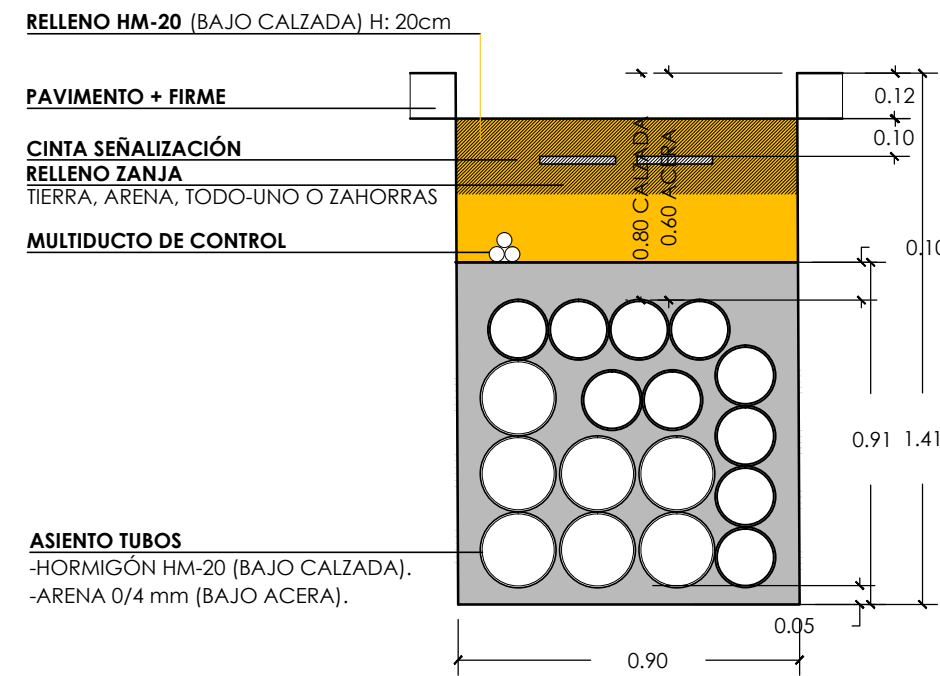 RELLENO HM-20 (BAJO CALZADA) H: 20cm
PAVIMENTO + FIRME
CINTA SEÑALIZACIÓN
RELLENO ZANJA
TIERRA, ARENA, TODO-UNO O ZAHORRAS
MULTIDUCTO DE CONTROL
ASIENTO TUBOS
-HORMIGÓN HM-20 (BAJO CALZADA).
-ARENA 0/4 mm (BAJO ACERA).
0.80 CALZADA
0.60 ACERA
0.12
0.10
0.10
0.91
1.41
0.05
0.90